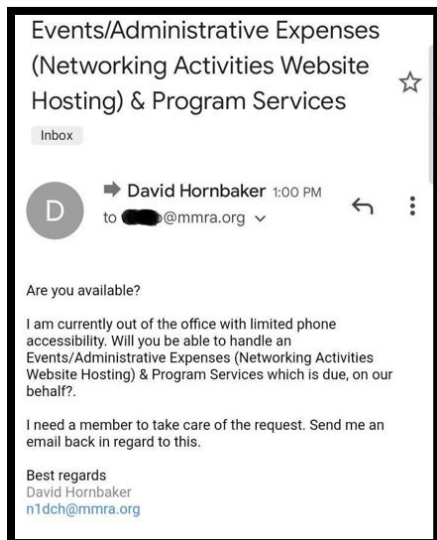 Events/Administrative Expenses
(Networking Activities Website
Hosting) & Program Services
Inbox
D
David Hornbaker 1:00 PM
to @mmra.org
Are you available?
I am currently out of the office with limited phone
accessibility. Will you be able to handle an
Events/Administrative Expenses (Networking Activities
Website Hosting) & Program Services which is due, on our
behalf?.
I need a member to take care of the request. Send me an
email back in regard to this.
Best regards
David Hornbaker
n1dch@mmra.org